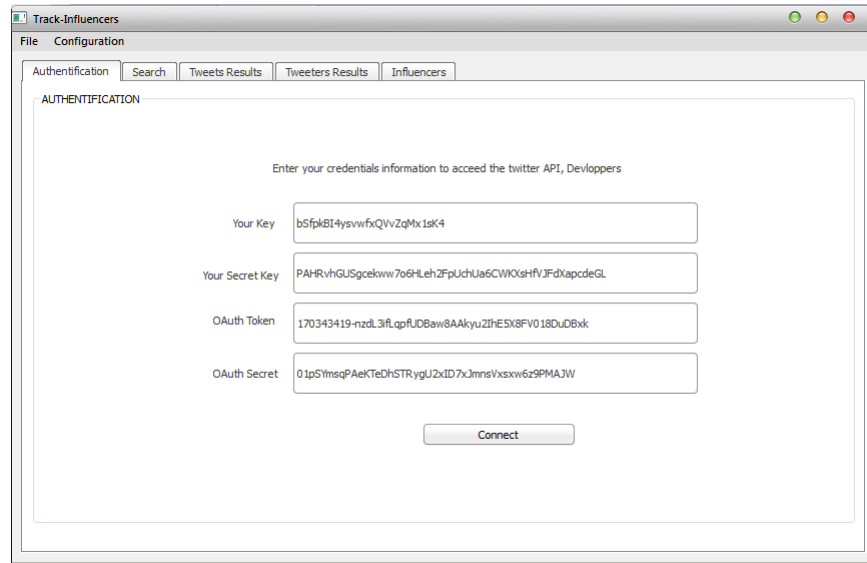 Track-Influencers
File Configuration
Authentification Search Tweets Results Tweeters Results Influencers
AUTHENTIFICATION
Enter your credentials information to acceed the twitter API, Devloppers
Your Key bSfpkBI4ysvwfxQVvZqMx1sK4
Your Secret Key PAHRvhGUSgcekww7o6HLeh2FpUchUa6CWKXsHfVJFdXapcdeGL
OAuth Token 170343419-nzdL3ifLqpfUDBaw8AAkyu2IhE5X8FV018DuDBxk
OAuth Secret 01pSYmsqPAeKTeDhSTRygU2xID7xJmnsVxsxw6z9PMAJW
Connect